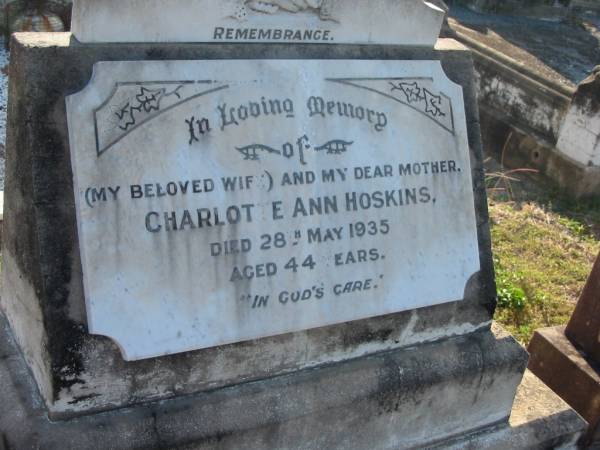 REMEMBRANCE.
In Loving Memory
of
(MY BELOVED WIF ) AND MY DEAR MOTHER.
CHARLOT E ANN HOSKINS,
DIED 28TH MAY 1935
AGED 44 EARS.
"IN GOD'S CARE."